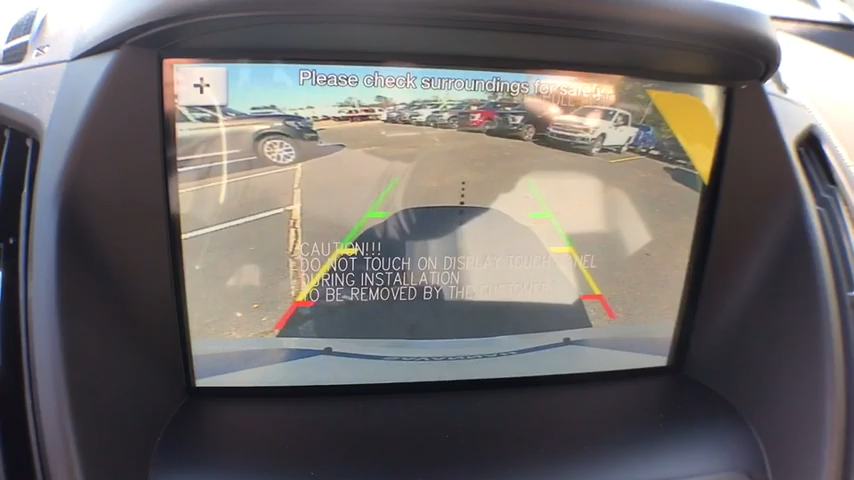 +
Please check surroundings for safety
CAUTION!!!
DO NOT TOUCH ON DISPLAY TOUCH PANEL
DURING INSTALLATION
TO BE REMOVED BY THE CUSTOMER